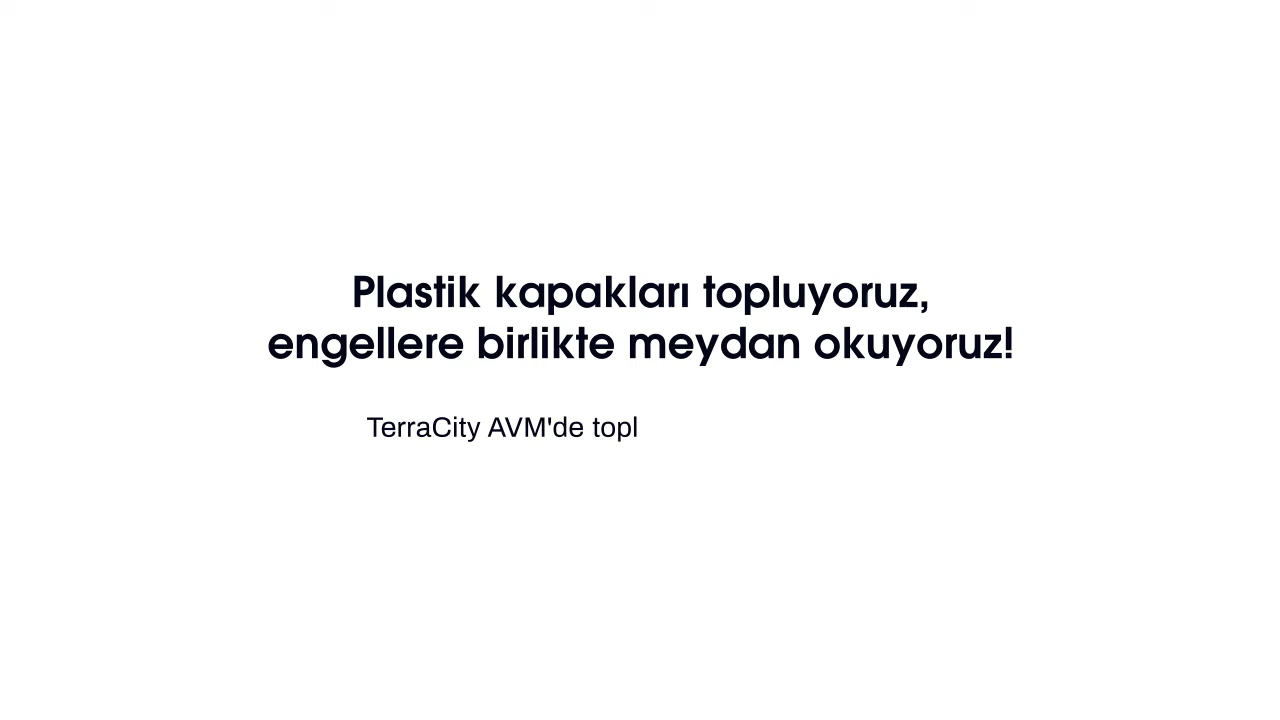 Plastik kapakları topluyoruz,
engellere birlikte meydan okuyoruz!
TerraCity AVM'de topl